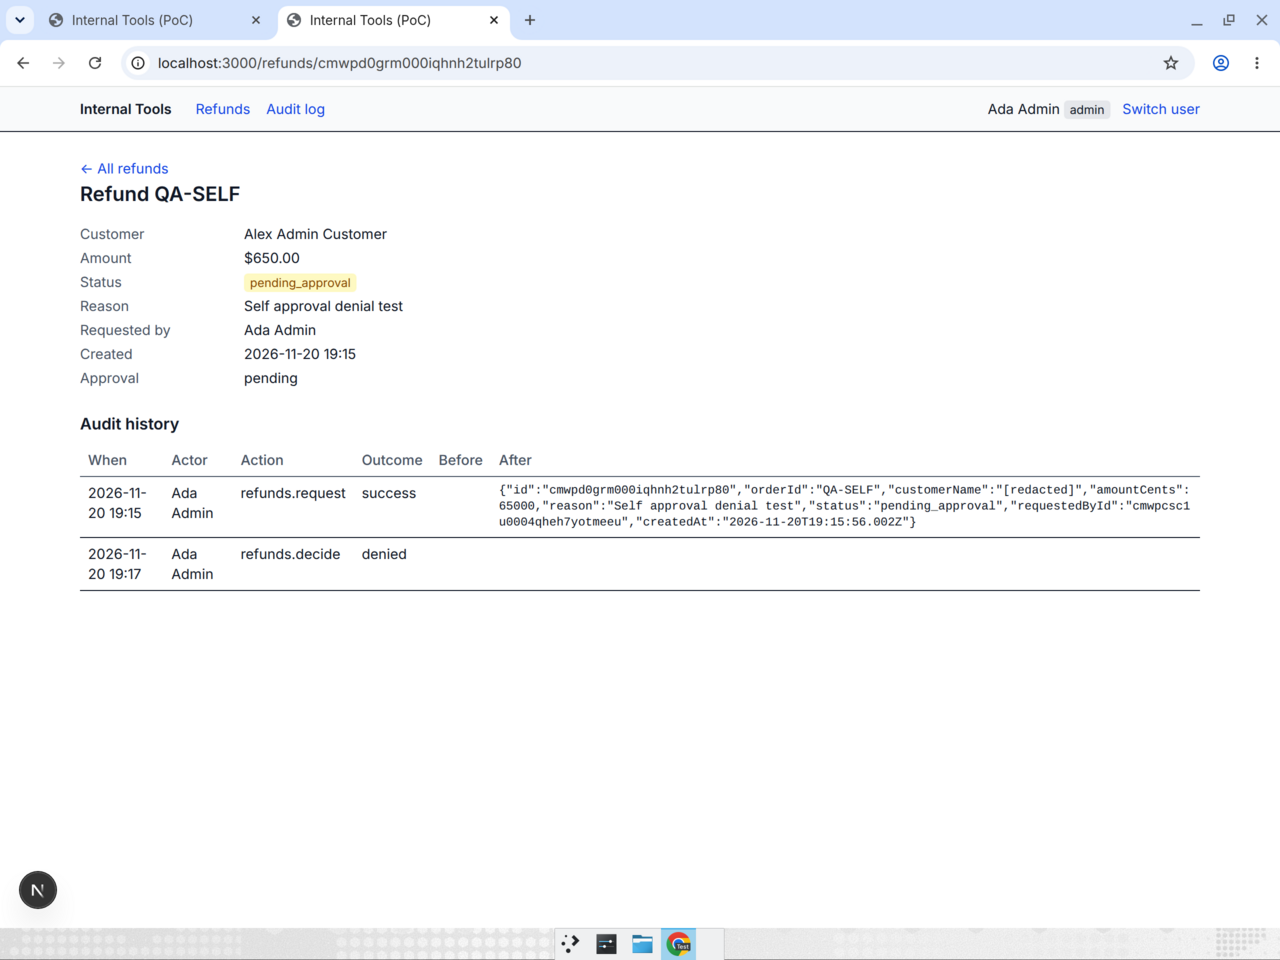 Internal Tools (PoC)
Internal Tools (PoC)
localhost:3000/refunds/cmwpd0grm000iqhnh2tulrp80
Internal Tools Refunds Audit log Ada Admin admin Switch user
← All refunds
Refund QA-SELF
Customer Alex Admin Customer
Amount $650.00
Status pending_approval
Reason Self approval denial test
Requested by Ada Admin
Created 2026-11-20 19:15
Approval pending
Audit history
When Actor Action Outcome Before After
2026-11-20 19:15 Ada Admin refunds.request success
{"id":"cmwpd0grm000iqhnh2tulrp80","orderId":"QA-SELF","customerName":"[redacted]","amountCents":
65000,"reason":"Self approval denial test","status":"pending_approval","requestedById":"cmwpcsc1
u0004qheh7yotmeeu","createdAt":"2026-11-20T19:15:56.002Z"}
2026-11-20 19:17 Ada Admin refunds.decide denied
N
Test